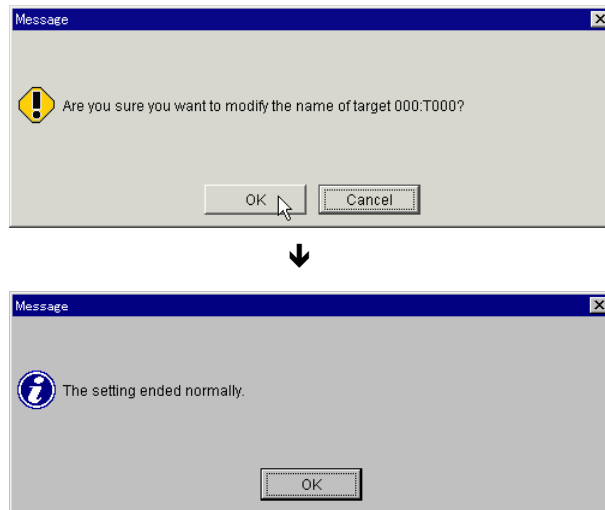 Message
Are you sure you want to modify the name of target 000:T000?
OK
Cancel
Message
The setting ended normally.
OK